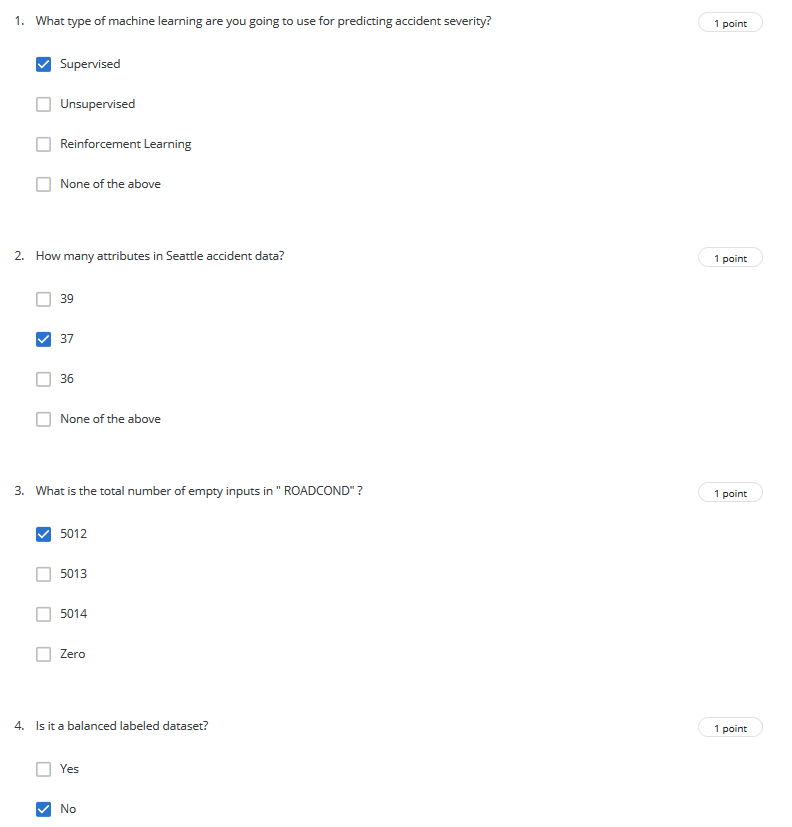 1. What type of machine learning are you going to use for predicting accident severity? 1 point
Supervised
Unsupervised
Reinforcement Learning
None of the above
2. How many attributes in Seattle accident data? 1 point
39
37
36
None of the above
3. What is the total number of empty inputs in " ROADCOND" ? 1 point
5012
5013
5014
Zero
4. Is it a balanced labeled dataset? 1 point
Yes
No